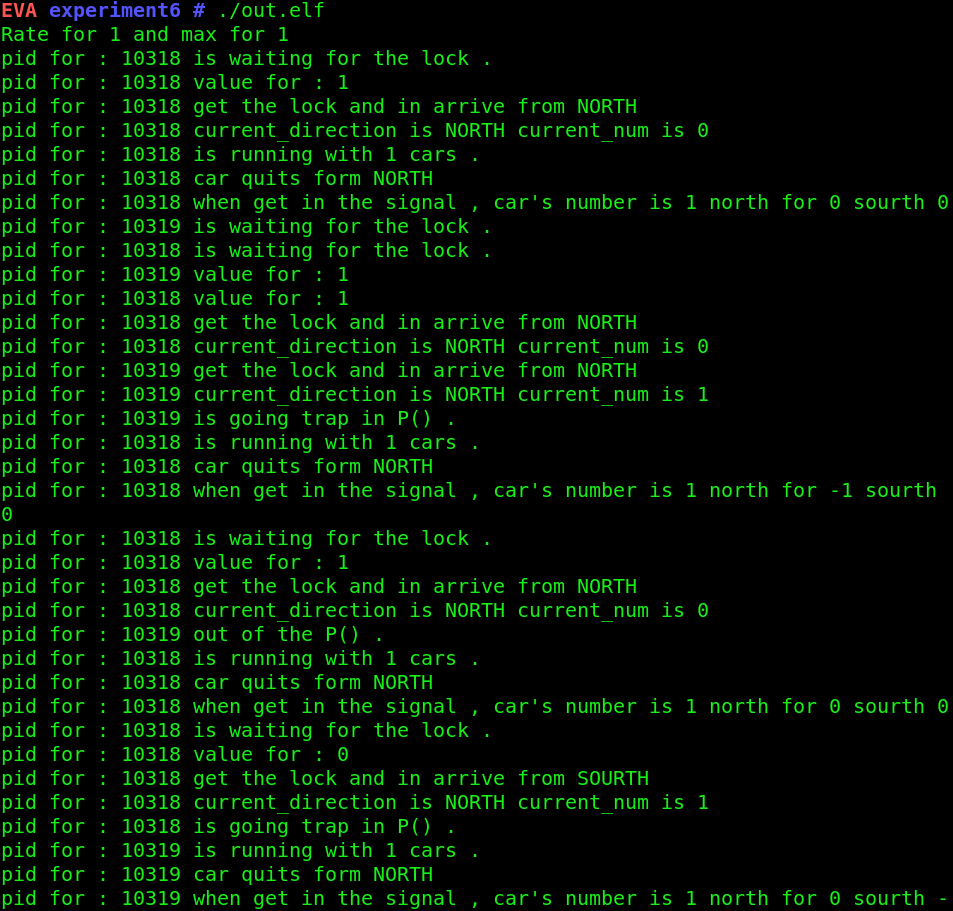 EVA experiment6 # ./out.elf
Rate for 1 and max for 1
pid for : 10318 is waiting for the lock .
pid for : 10318 value for : 1
pid for : 10318 get the lock and in arrive from NORTH
pid for : 10318 current_direction is NORTH current_num is 0
pid for : 10318 is running with 1 cars .
pid for : 10318 car quits form NORTH
pid for : 10318 when get in the signal , car's number is 1 north for 0 sourth 0
pid for : 10319 is waiting for the lock .
pid for : 10318 is waiting for the lock .
pid for : 10319 value for : 1
pid for : 10318 value for : 1
pid for : 10318 get the lock and in arrive from NORTH
pid for : 10318 current_direction is NORTH current_num is 0
pid for : 10319 get the lock and in arrive from NORTH
pid for : 10319 current_direction is NORTH current_num is 1
pid for : 10319 is going trap in P() .
pid for : 10318 is running with 1 cars .
pid for : 10318 car quits form NORTH
pid for : 10318 when get in the signal , car's number is 1 north for -1 sourth
0
pid for : 10318 is waiting for the lock .
pid for : 10318 value for : 1
pid for : 10318 get the lock and in arrive from NORTH
pid for : 10318 current_direction is NORTH current_num is 0
pid for : 10319 out of the P() .
pid for : 10318 is running with 1 cars .
pid for : 10318 car quits form NORTH
pid for : 10318 when get in the signal , car's number is 1 north for 0 sourth 0
pid for : 10318 is waiting for the lock .
pid for : 10318 value for : 0
pid for : 10318 get the lock and in arrive from SOURTH
pid for : 10318 current_direction is NORTH current_num is 1
pid for : 10318 is going trap in P() .
pid for : 10319 is running with 1 cars .
pid for : 10319 car quits form NORTH
pid for : 10319 when get in the signal , car's number is 1 north for 0 sourth -